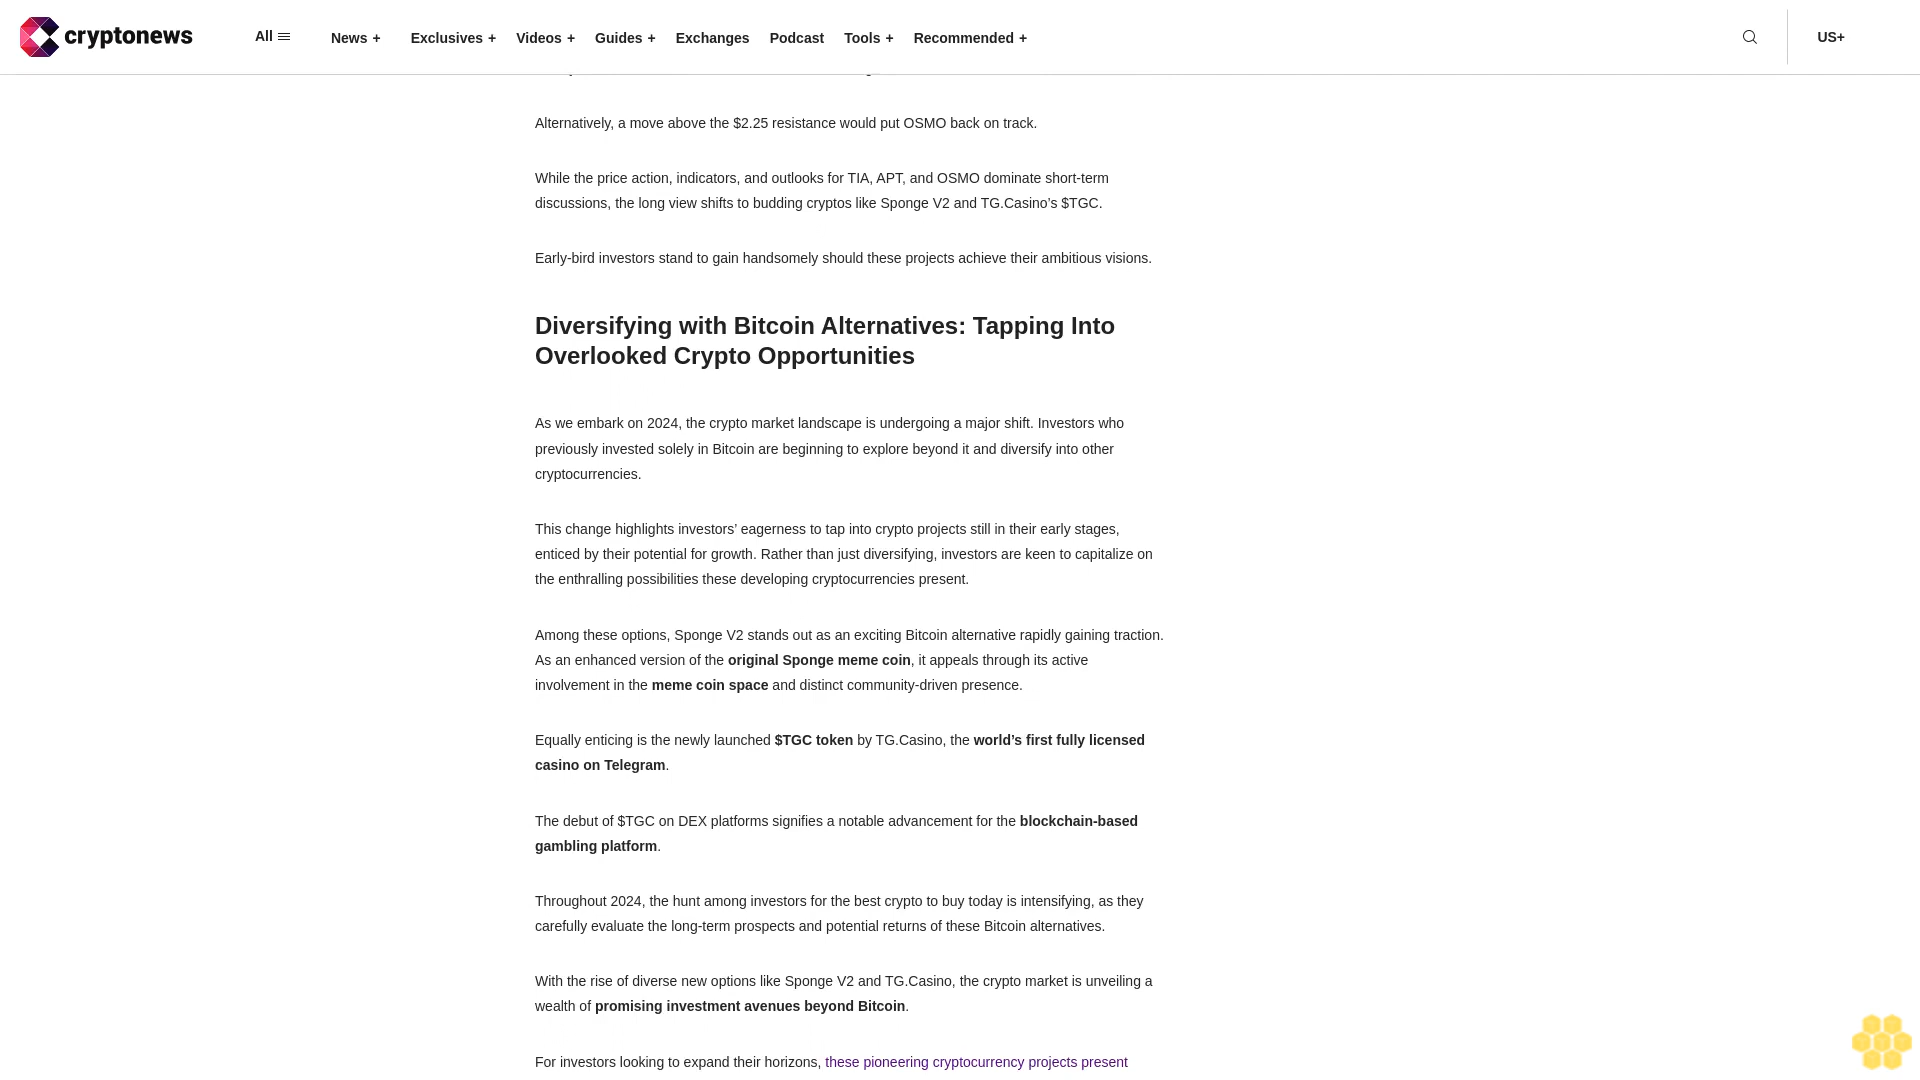 cryptonews
All
News +
Exclusives +
Videos +
Guides +
Exchanges
Podcast
Tools +
Recommended +
US+
Alternatively, a move above the $2.25 resistance would put OSMO back on track.
While the price action, indicators, and outlooks for TIA, APT, and OSMO dominate short-term
discussions, the long view shifts to budding cryptos like Sponge V2 and TG.Casino’s $TGC.
Early-bird investors stand to gain handsomely should these projects achieve their ambitious visions.
Diversifying with Bitcoin Alternatives: Tapping Into
Overlooked Crypto Opportunities
As we embark on 2024, the crypto market landscape is undergoing a major shift. Investors who
previously invested solely in Bitcoin are beginning to explore beyond it and diversify into other
cryptocurrencies.
This change highlights investors’ eagerness to tap into crypto projects still in their early stages,
enticed by their potential for growth. Rather than just diversifying, investors are keen to capitalize on
the enthralling possibilities these developing cryptocurrencies present.
Among these options, Sponge V2 stands out as an exciting Bitcoin alternative rapidly gaining traction.
As an enhanced version of the original Sponge meme coin, it appeals through its active
involvement in the meme coin space and distinct community-driven presence.
Equally enticing is the newly launched $TGC token by TG.Casino, the world’s first fully licensed
casino on Telegram.
The debut of $TGC on DEX platforms signifies a notable advancement for the blockchain-based
gambling platform.
Throughout 2024, the hunt among investors for the best crypto to buy today is intensifying, as they
carefully evaluate the long-term prospects and potential returns of these Bitcoin alternatives.
With the rise of diverse new options like Sponge V2 and TG.Casino, the crypto market is unveiling a
wealth of promising investment avenues beyond Bitcoin.
For investors looking to expand their horizons, these pioneering cryptocurrency projects present